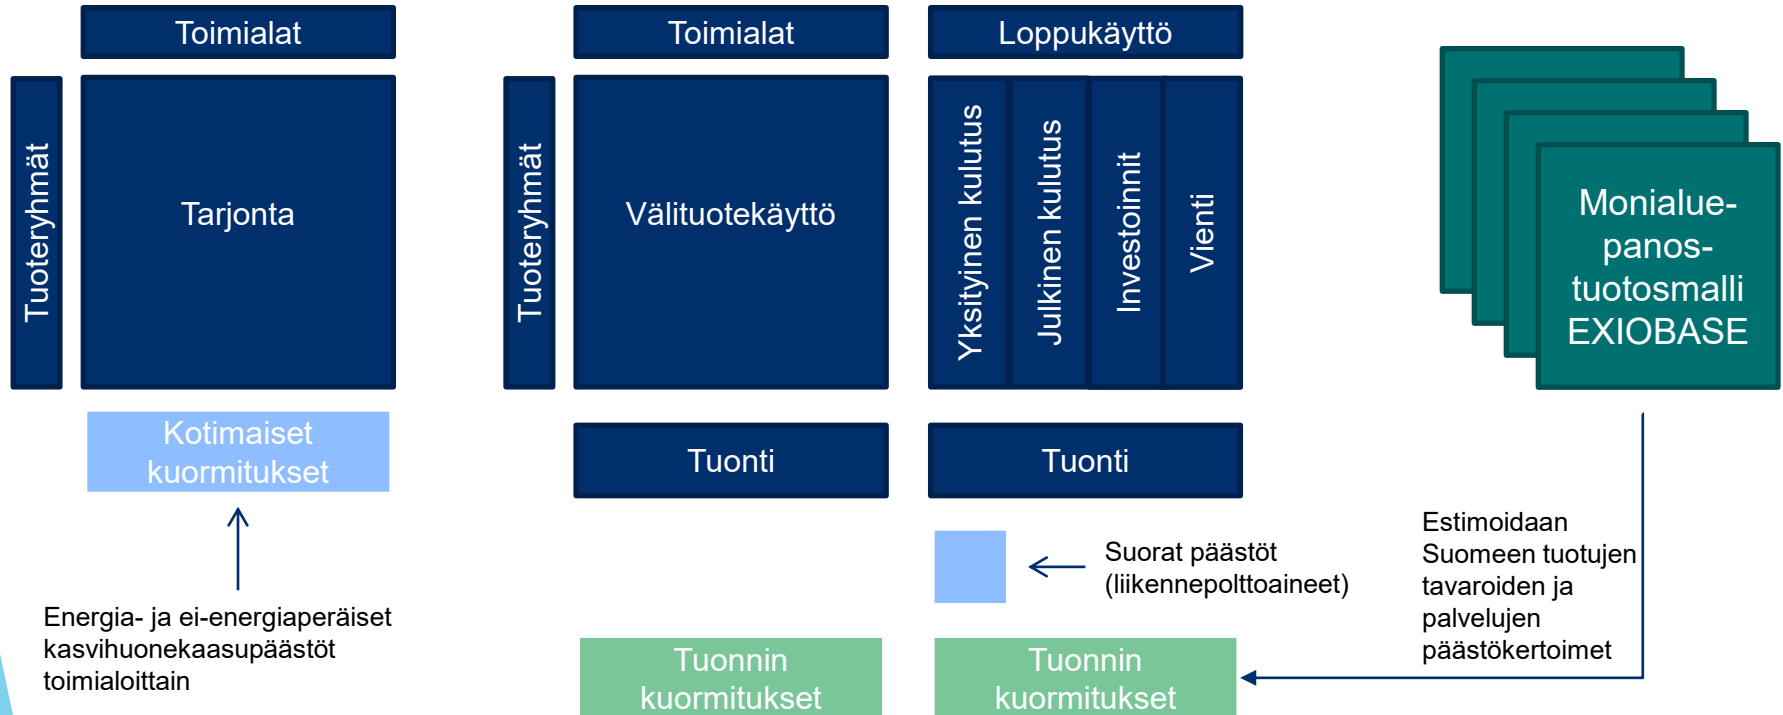 Toimialat
Tuoteryhmät
Tarjonta
Kotimaiset
kuormitukset
Energia- ja ei-energiaperäiset
kasvihuonekaasupäästöt
toimialoittain
Toimialat
Tuoteryhmät
Välituotekäyttö
Tuonti
Tuonnin
kuormitukset
Loppukäyttö
Yksityinen kulutus
Julkinen kulutus
Investoinnit
Vienti
Tuonti
Suorat päästöt
(liikennepolttoaineet)
Tuonnin
kuormitukset
Monialue-
panos-
tuotosmalli
EXIOBASE
Estimoidaan
Suomeen tuotujen
tavaroiden ja
palvelujen
päästökertoimet